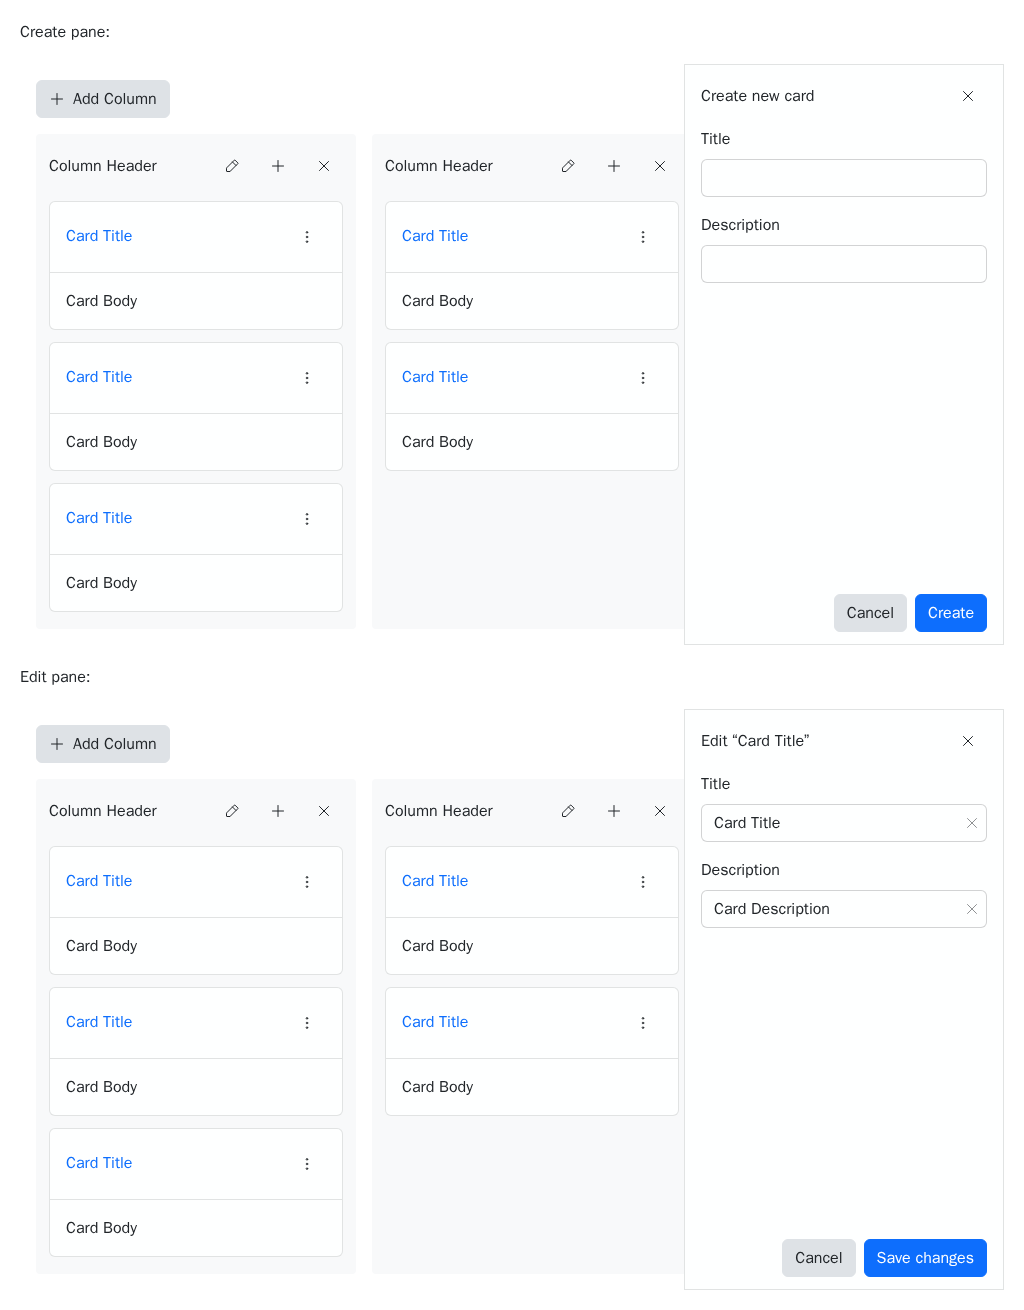 Create pane:
Add Column
Column Header
Card Title
Card Body
Card Title
Card Body
Card Title
Card Body
Column Header
Card Title
Card Body
Card Title
Card Body
Create new card
Title
Description
Cancel
Create
Edit pane:
Add Column
Column Header
Card Title
Card Body
Card Title
Card Body
Card Title
Card Body
Column Header
Card Title
Card Body
Card Title
Card Body
Edit “Card Title”
Title
Card Title
Description
Card Description
Cancel
Save changes